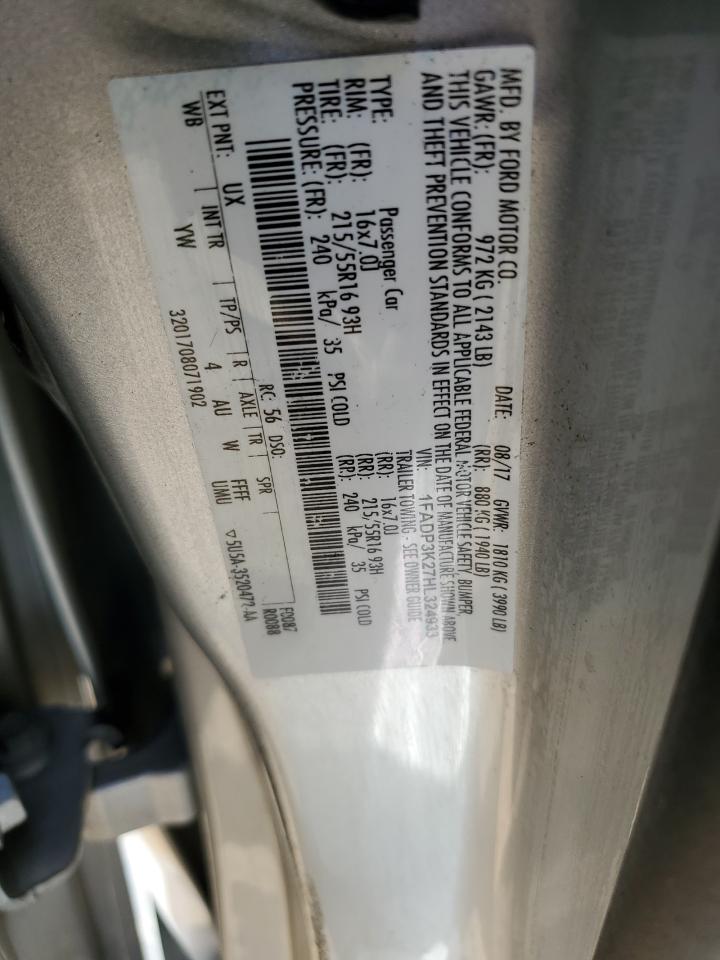 MFD. BY FORD MOTOR CO.
DATE: 08/17 GVWR: 1810 KG ( 3990 LB)
GAWR: (FR): 972 KG ( 2143 LB) (RR): 880 KG ( 1940 LB)
THIS VEHICLE CONFORMS TO ALL APPLICABLE FEDERAL MOTOR VEHICLE SAFETY, BUMPER,
AND THEFT PREVENTION STANDARDS IN EFFECT ON THE DATE OF MANUFACTURE SHOWN ABOVE
VIN: 1FADP3K27HL324933
TYPE: Passenger Car TRAILER TOWING - SEE OWNER GUIDE
RIM: (FR): 16x7.0J (RR): 16x7.0J
TIRE: (FR): 215/55R16 93H (RR): 215/55R16 93H
PRESSURE: (FR): 240 kPa/ 35 PSI COLD (RR): 240 kPa/ 35 PSI COLD
F0087
RC: 56 DSO: R0088
EXT PNT: UX
WB | INT TR | TP/PS | R | AXLE | TR | SPR
YW 4 AU W FFFF UMU
3201708071902 ▽5U5A-3520472-AA